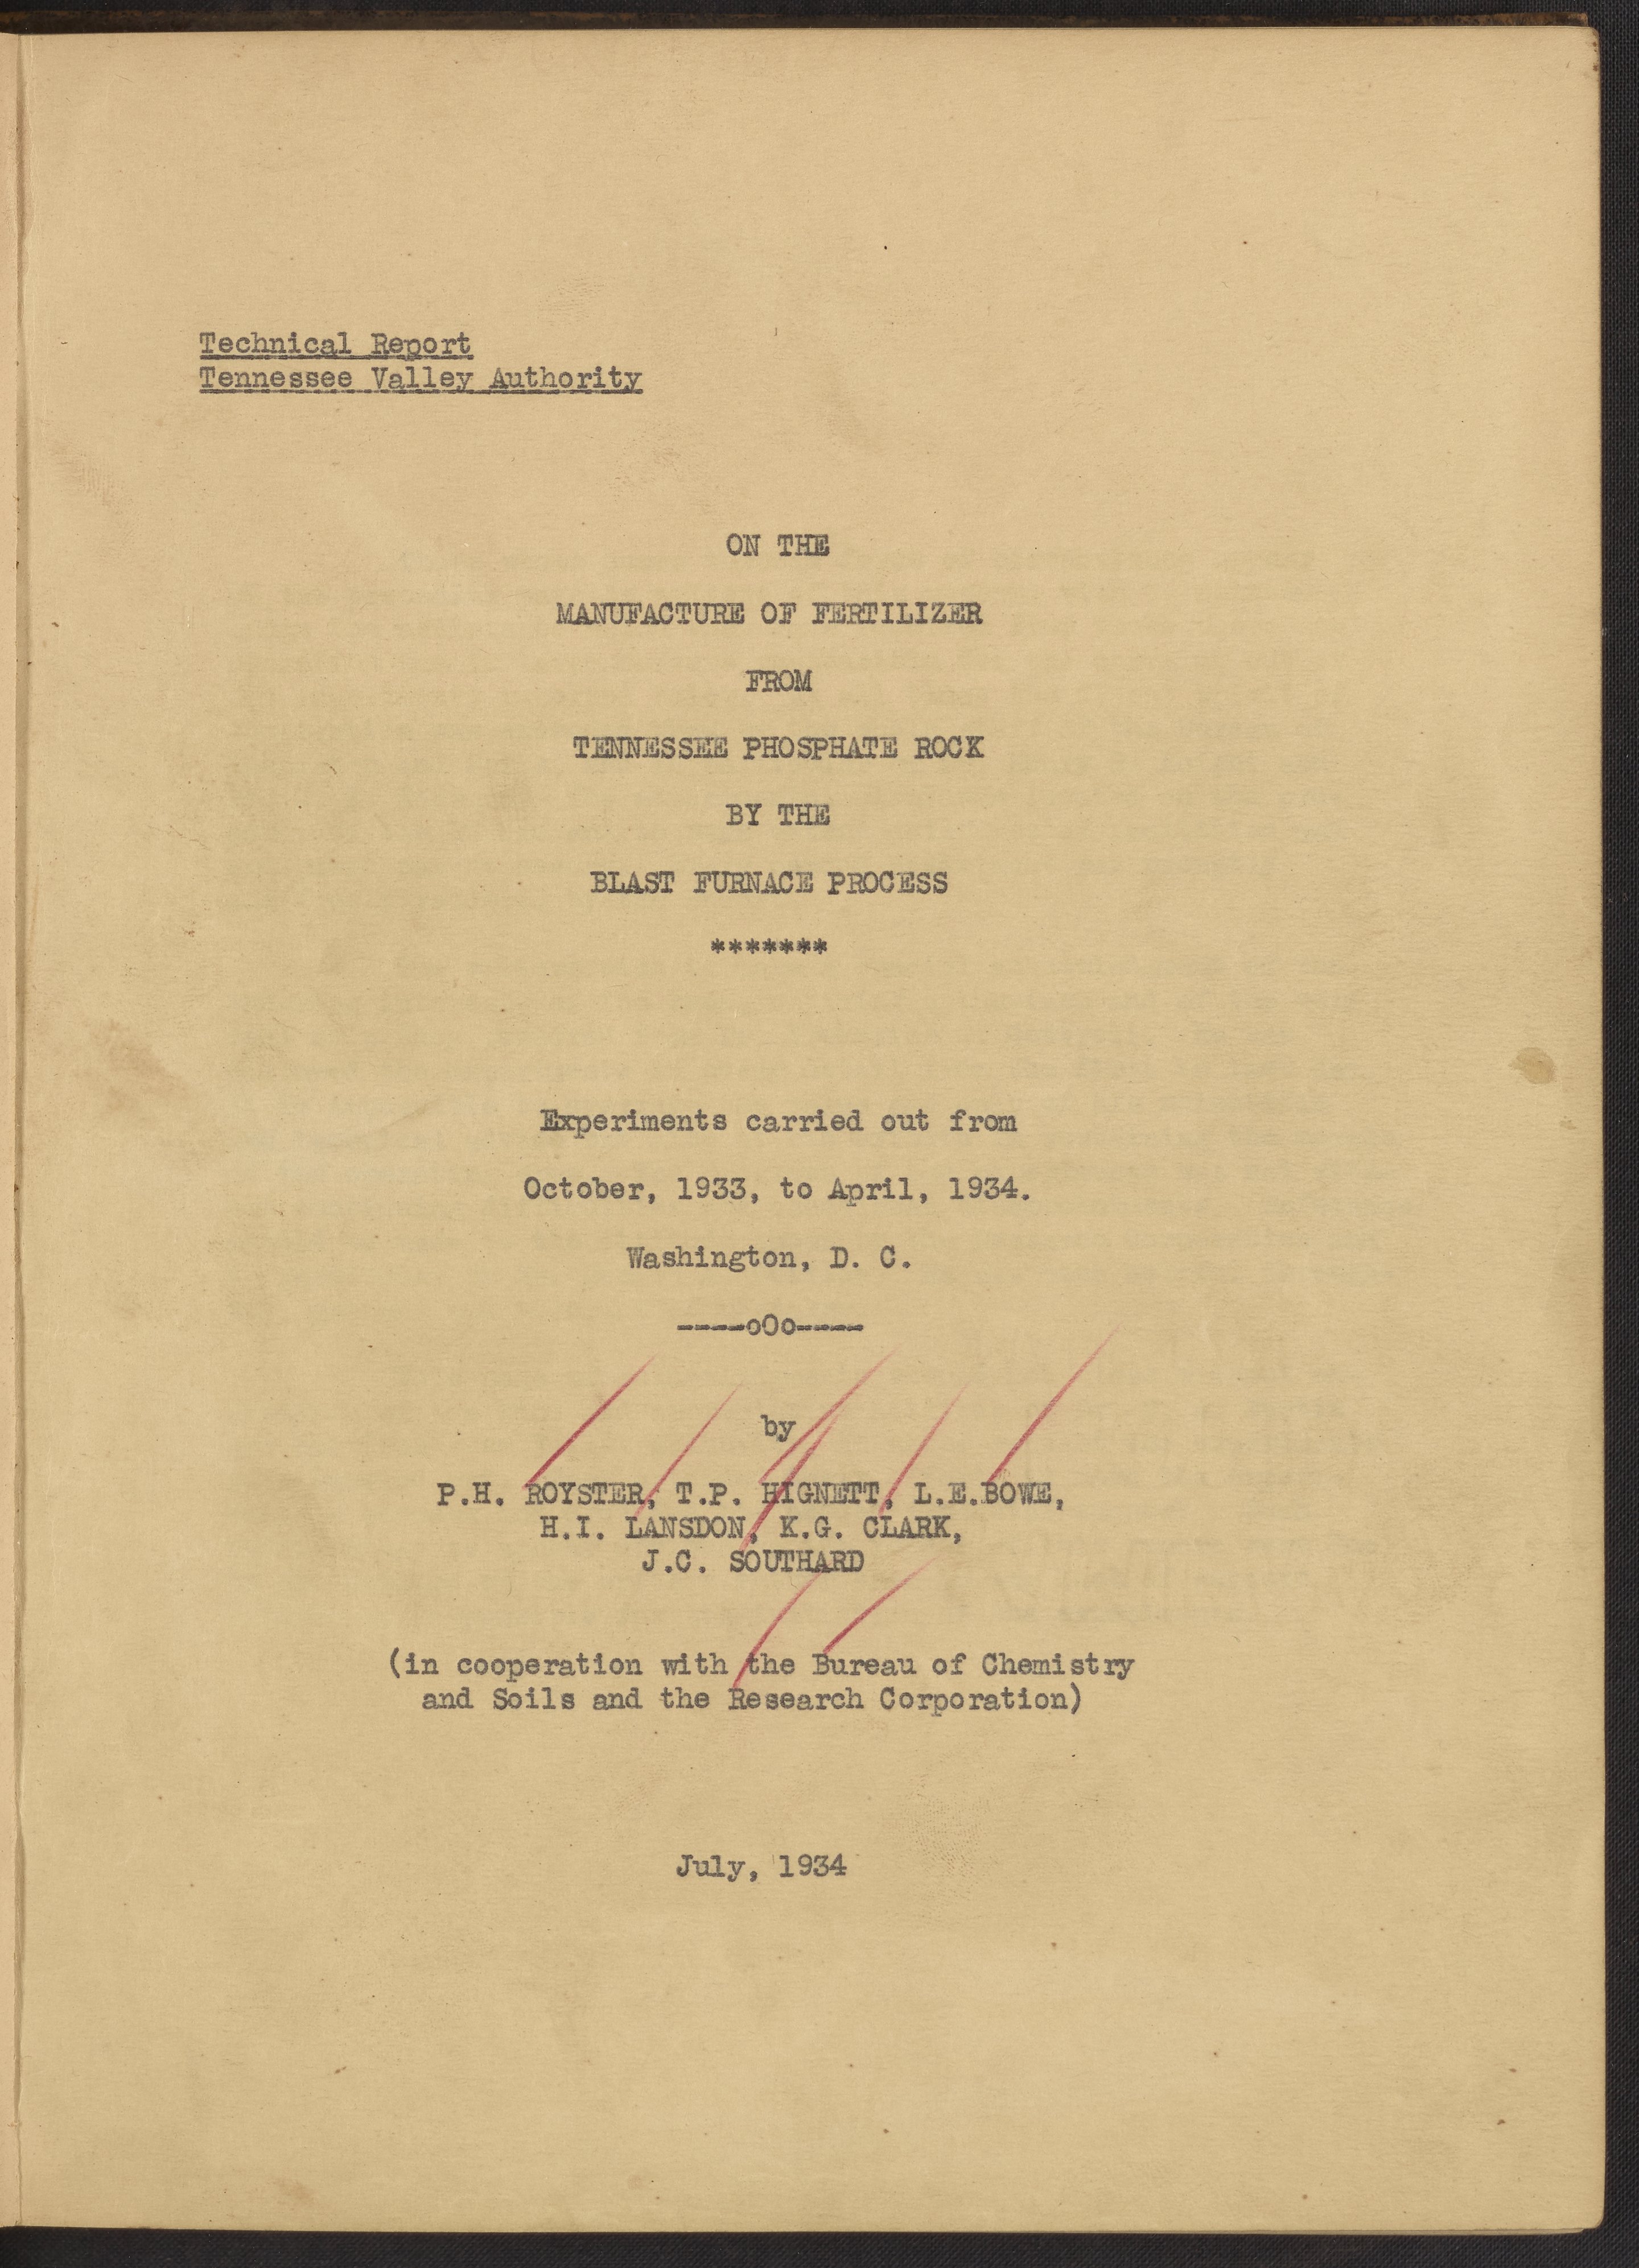 Technical Report
Tennessee Valley Authority
ON THE
MANUFACTURE OF FERTILIZER
FROM
TENNESSEE PHOSPHATE ROCK
BY THE
BLAST FURNACE PROCESS
*******
Experiments carried out from
October, 1933, to April, 1934.
Washington, D. C.
----oOo----
by
P.H. ROYSTER, T.P. HIGNETT, L.E.BOWE,
H.I. LANSDON, K.G. CLARK,
J.C. SOUTHARD
(in cooperation with the Bureau of Chemistry
and Soils and the Research Corporation)
July, 1934